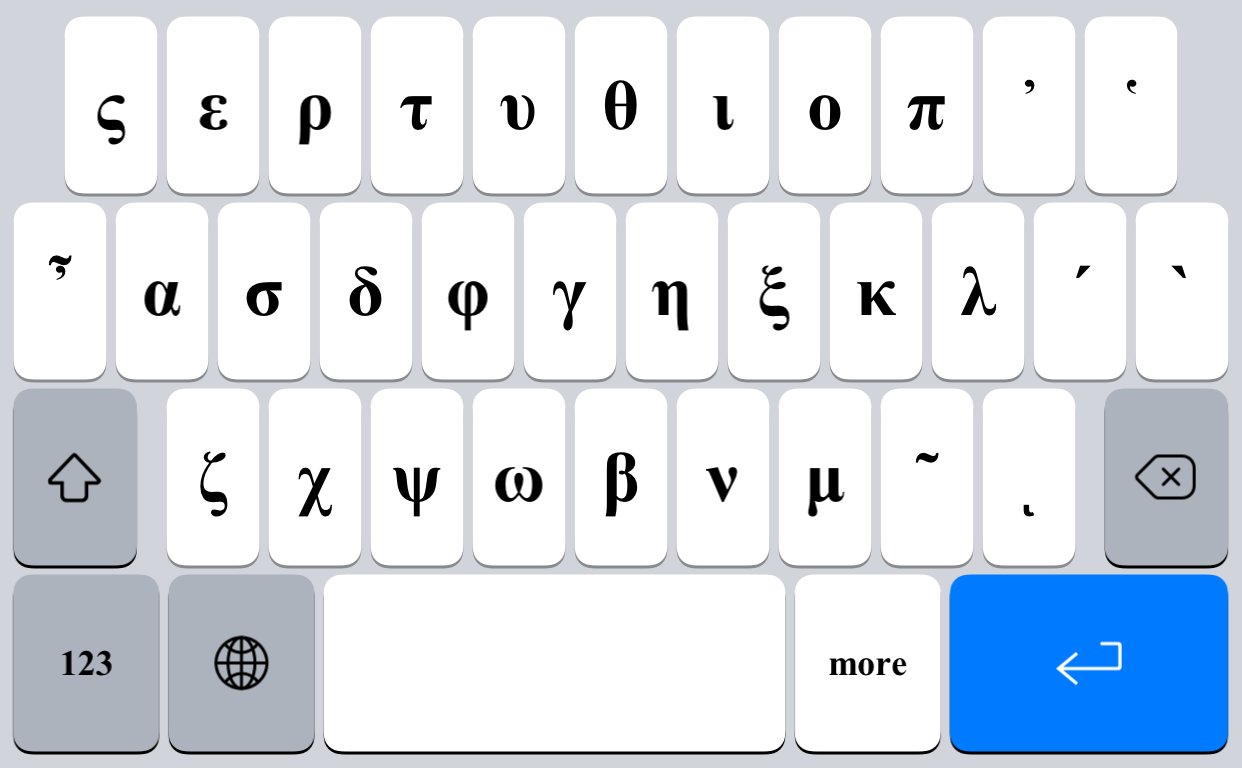 ς ε ρ τ υ θ ι ο π ᾿ ῾
῏ α σ δ φ γ η ξ κ λ ´ `
ζ χ ψ ω β ν μ ῀ ͺ
123 more